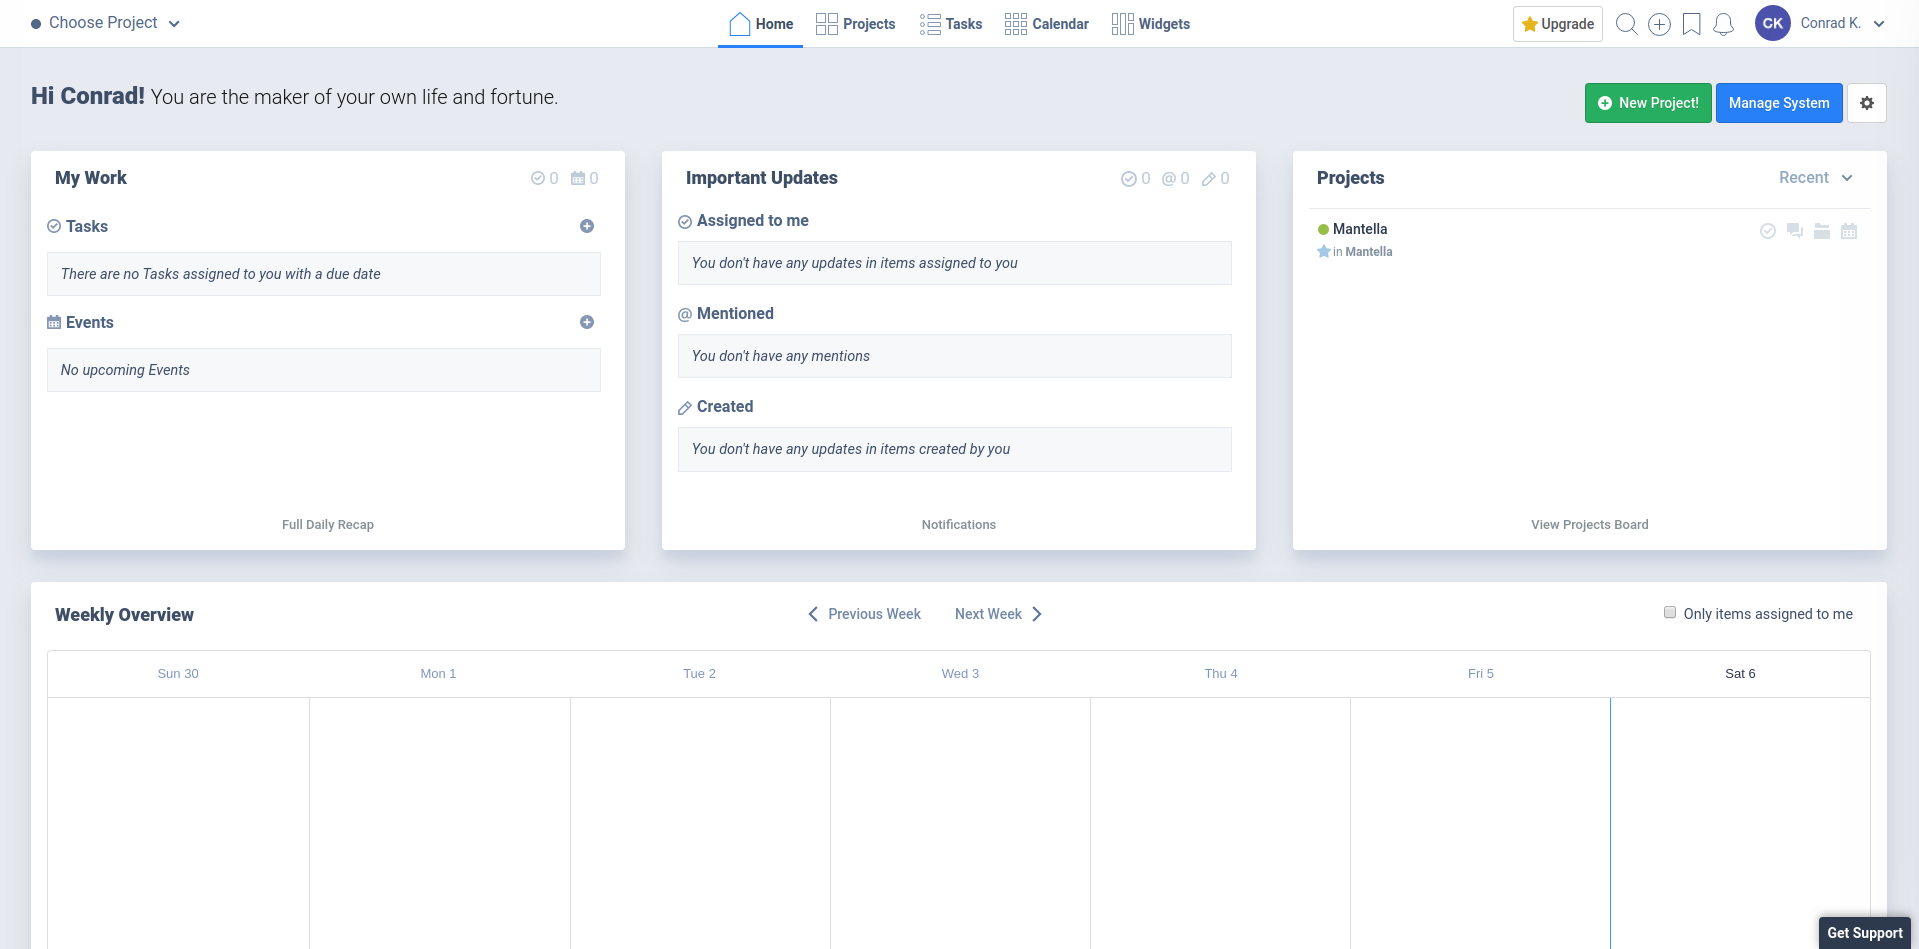 Choose Project
Home
Projects
Tasks
Calendar
Widgets
Upgrade
CK
Conrad K.
Hi Conrad! You are the maker of your own life and fortune.
New Project!
Manage System
My Work
0
0
Tasks
There are no Tasks assigned to you with a due date
Events
No upcoming Events
Full Daily Recap
Important Updates
0
@ 0
0
Assigned to me
You don't have any updates in items assigned to you
@ Mentioned
You don't have any mentions
Created
You don't have any updates in items created by you
Notifications
Projects
Recent
Mantella
in Mantella
View Projects Board
Weekly Overview
Previous Week
Next Week
Only items assigned to me
Sun 30
Mon 1
Tue 2
Wed 3
Thu 4
Fri 5
Sat 6
Get Support